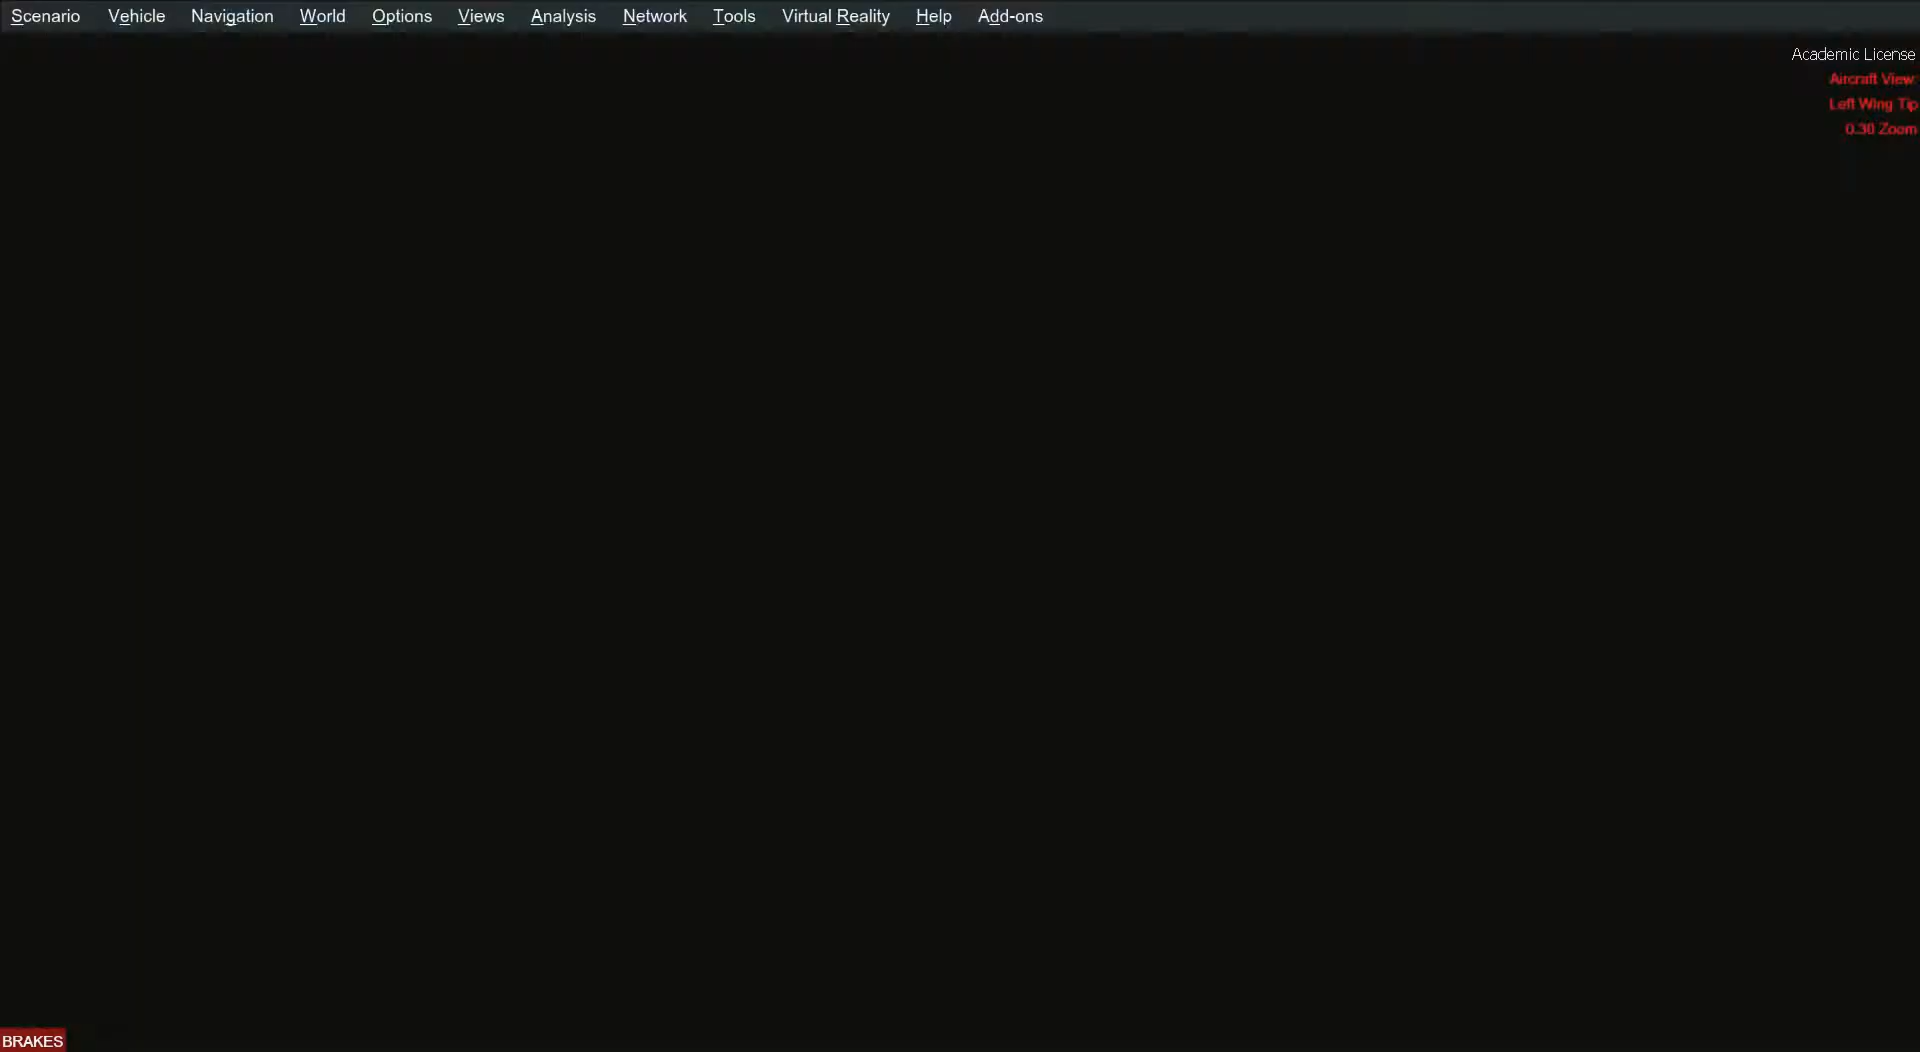 Scenario Vehicle Navigation World Options Views Analysis Network Tools Virtual Reality Help Add-ons
Academic License
Aircraft View:
Left Wing Tip
0.30 Zoom
BRAKES